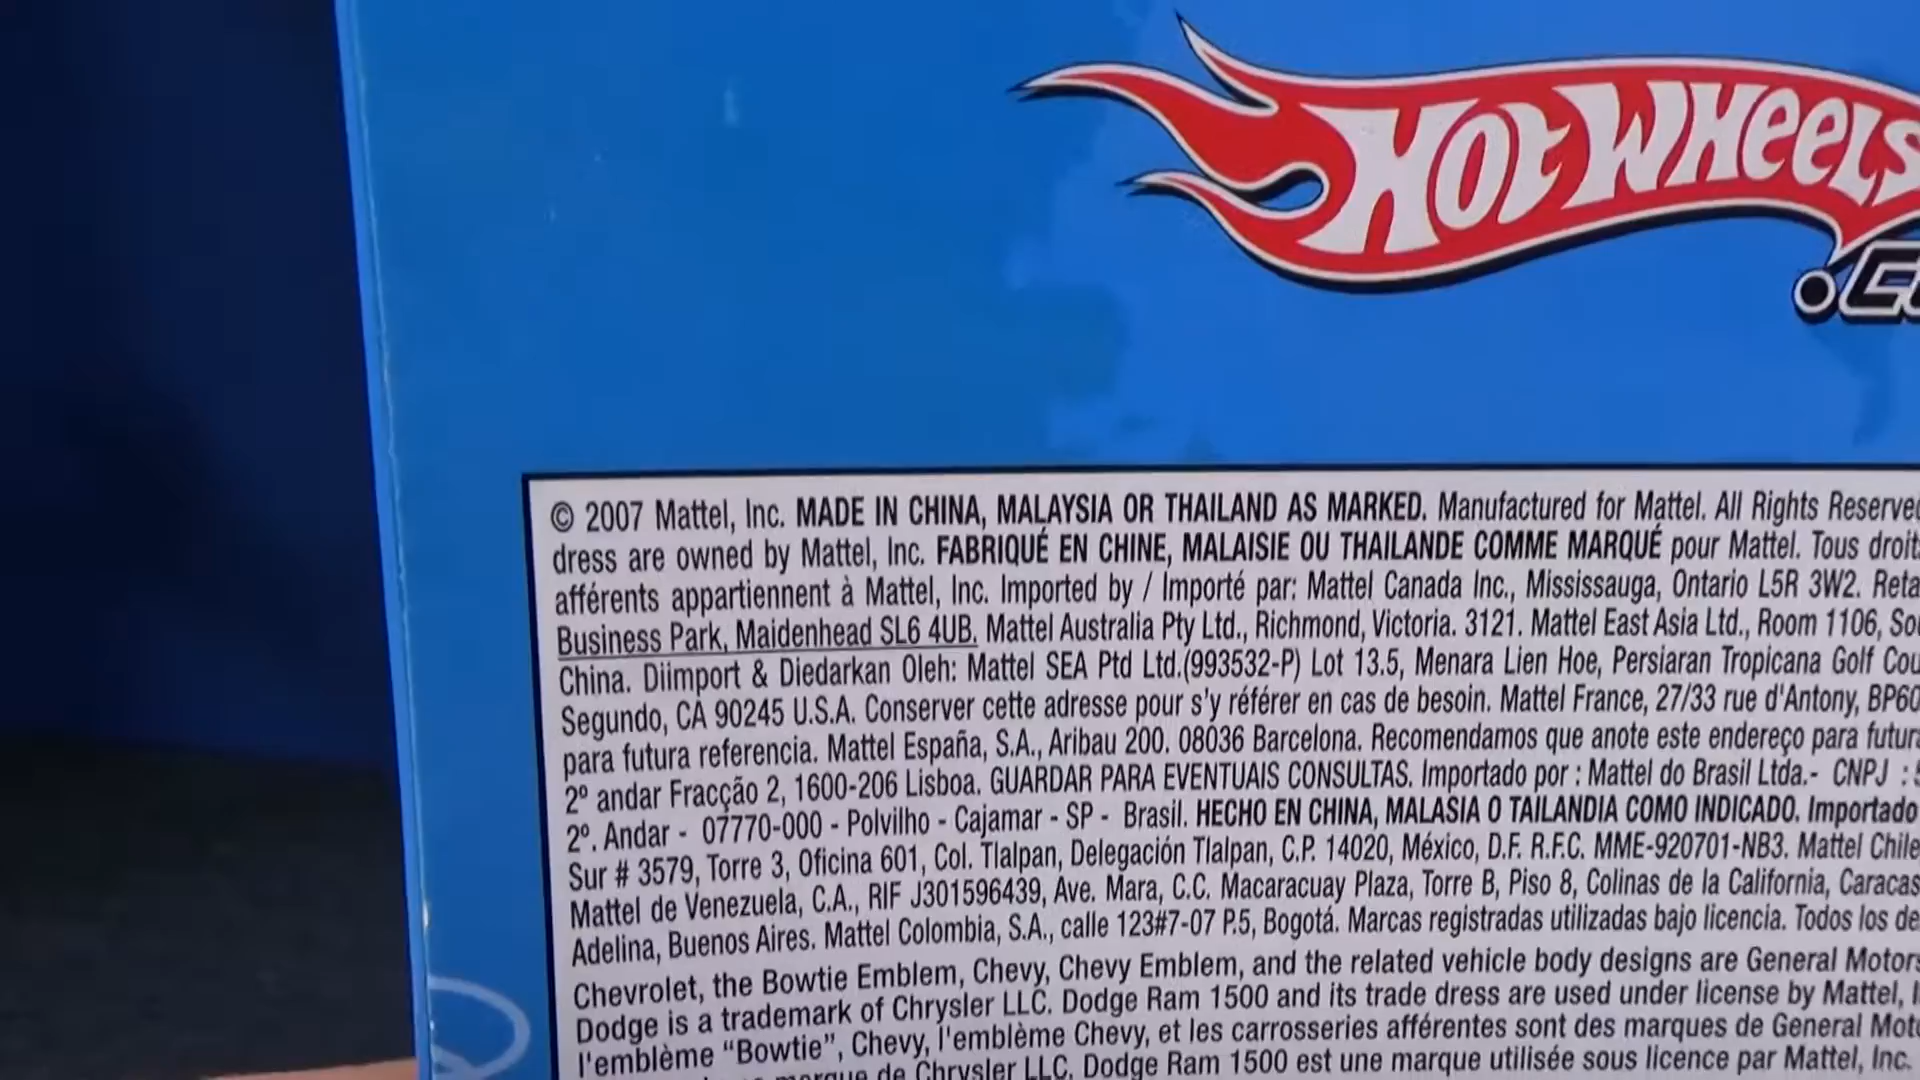 HOT WHEELS
© 2007 Mattel, Inc. MADE IN CHINA, MALAYSIA OR THAILAND AS MARKED. Manufactured for Mattel. All Rights Reserved
dress are owned by Mattel, Inc. FABRIQUÉ EN CHINE, MALAISIE OU THAILANDE COMME MARQUÉ pour Mattel. Tous droit
afférents appartiennent à Mattel, Inc. Imported by / Importé par: Mattel Canada Inc., Mississauga, Ontario L5R 3W2. Reta
Business Park, Maidenhead SL6 4UB. Mattel Australia Pty Ltd., Richmond, Victoria. 3121. Mattel East Asia Ltd., Room 1106, So
China. Diimport & Diedarkan Oleh: Mattel SEA Ptd Ltd.(993532-P) Lot 13.5, Menara Lien Hoe, Persiaran Tropicana Golf Cou
Segundo, CA 90245 U.S.A. Conserver cette adresse pour s'y référer en cas de besoin. Mattel France, 27/33 rue d'Antony, BP60
para futura referencia. Mattel España, S.A., Aribau 200. 08036 Barcelona. Recomendamos que anote este endereço para futura
2º andar Fracção 2, 1600-206 Lisboa. GUARDAR PARA EVENTUAIS CONSULTAS. Importado por : Mattel do Brasil Ltda.- CNPJ :
2º. Andar - 07770-000 - Polvilho - Cajamar - SP - Brasil. HECHO EN CHINA, MALASIA O TAILANDIA COMO INDICADO. Importado
Sur # 3579, Torre 3, Oficina 601, Col. Tlalpan, Delegación Tlalpan, C.P. 14020, México, D.F. R.F.C. MME-920701-NB3. Mattel Chile
Mattel de Venezuela, C.A., RIF J301596439, Ave. Mara, C.C. Macaracuay Plaza, Torre B, Piso 8, Colinas de la California, Caracas
Adelina, Buenos Aires. Mattel Colombia, S.A., calle 123#7-07 P.5, Bogotá. Marcas registradas utilizadas bajo licencia. Todos los de
Chevrolet, the Bowtie Emblem, Chevy, Chevy Emblem, and the related vehicle body designs are General Motors
Dodge is a trademark of Chrysler LLC. Dodge Ram 1500 and its trade dress are used under license by Mattel, I
l'emblème "Bowtie", Chevy, l'emblème Chevy, et les carrosseries afférentes sont des marques de General Moto
marque de Chrysler LLC. Dodge Ram 1500 est une marque utilisée sous licence par Mattel, Inc.